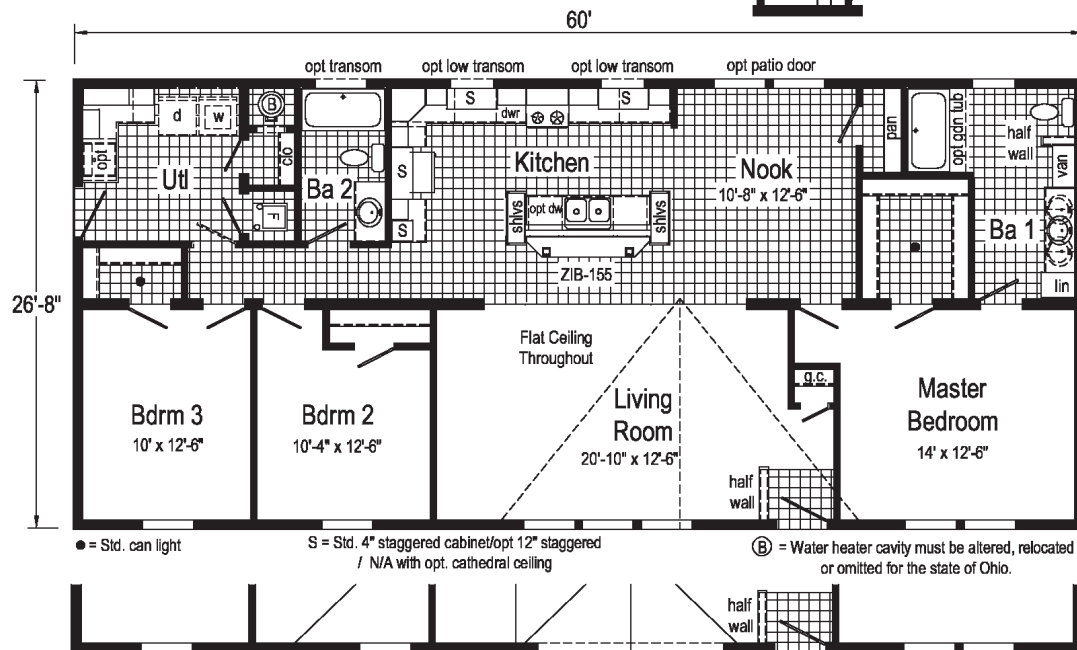 60'
opt transom
opt low transom
opt low transom
opt patio door
d
w
B
S
dwr
S
pan
opt gdn tub
half
wall
van
opt
Utl
clo
Ba 2
S
Kitchen
Nook
10'-8" x 12'-6"
F
S
shlvs
opt dw
shlvs
Ba 1
ZIB-155
lin
26'-8"
Flat Ceiling
Throughout
g.c.
Bdrm 3
10' x 12'-6"
Bdrm 2
10'-4" x 12'-6"
Living
Room
20'-10" x 12'-6"
Master
Bedroom
14' x 12'-6"
half
wall
● = Std. can light
S = Std. 4" staggered cabinet/opt 12" staggered
/ N/A with opt. cathedral ceiling
Ⓑ = Water heater cavity must be altered, relocated
or omitted for the state of Ohio.
half
wall